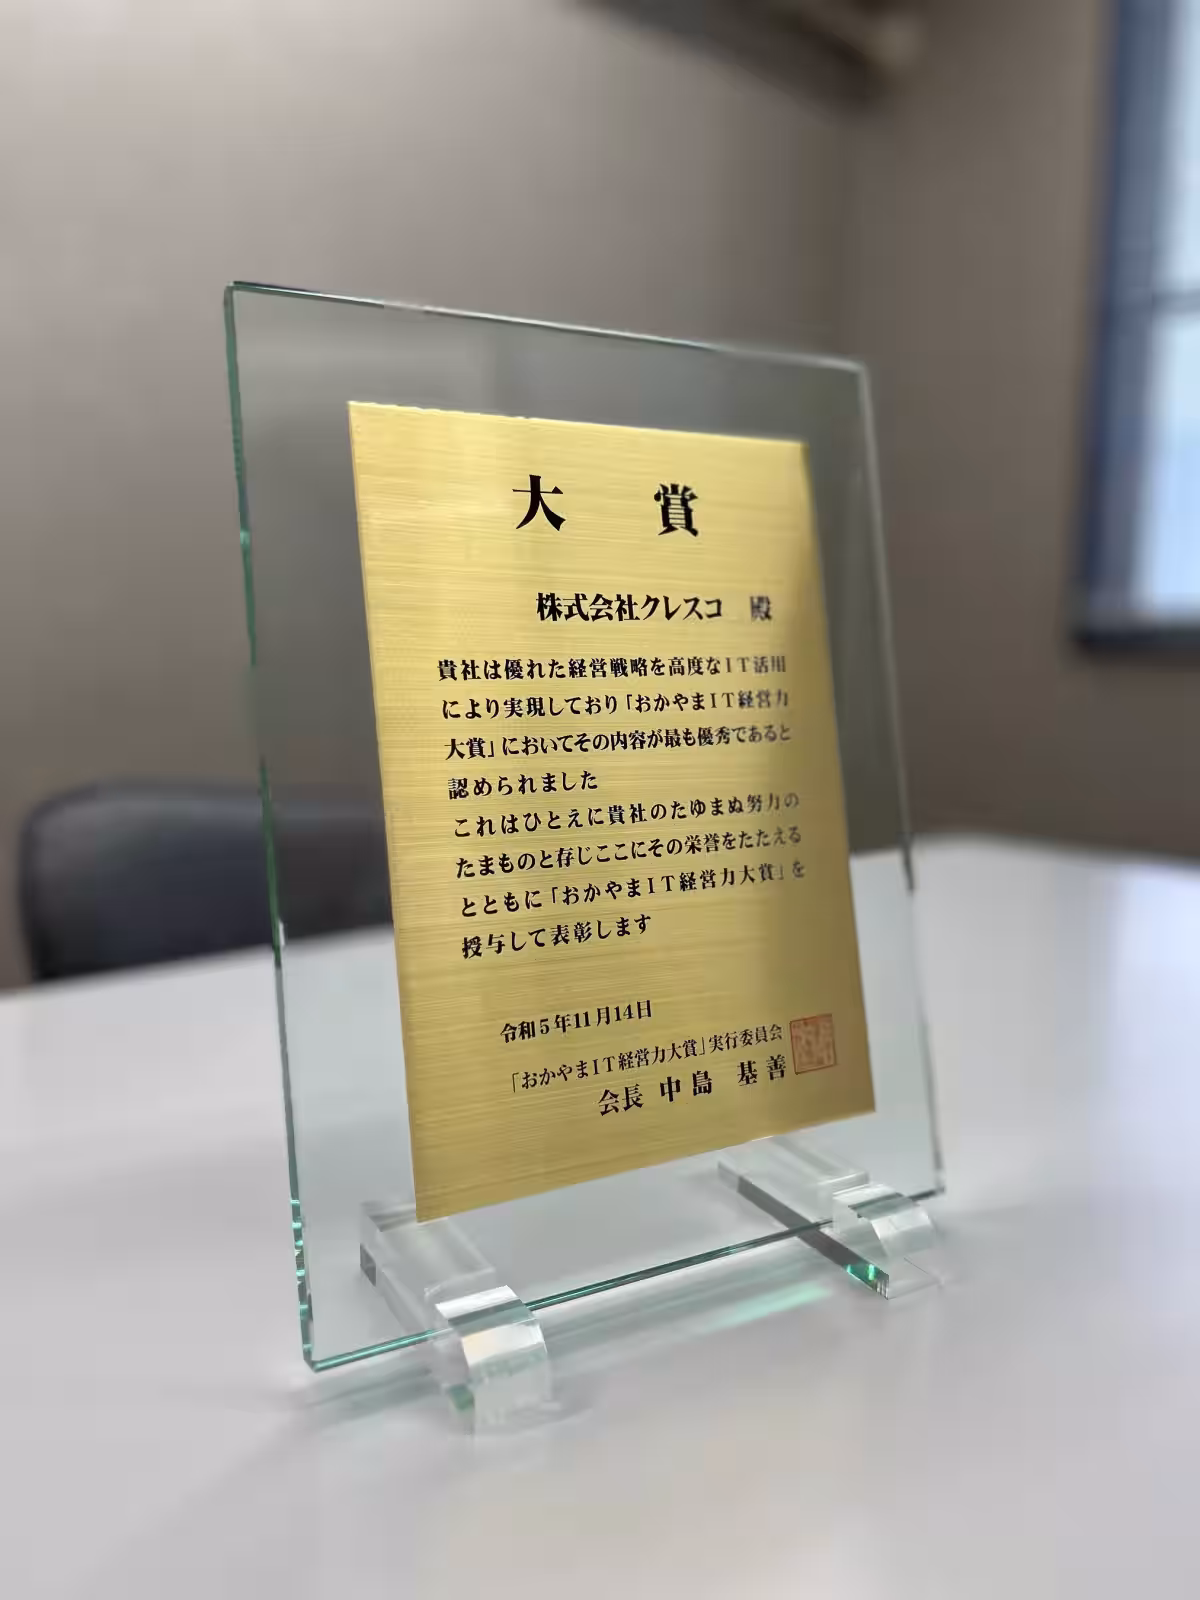 大　賞
株式会社クレスコ　殿
貴社は優れた経営戦略を高度なＩＴ活用
により実現しており「おかやまＩＴ経営力
大賞」においてその内容が最も優秀であると
認められました
これはひとえに貴社のたゆまぬ努力の
たまものと存じここにその栄誉をたたえる
とともに「おかやまＩＴ経営力大賞」を
授与して表彰します
令和5年11月14日
「おかやまＩＴ経営力大賞」実行委員会
会長 中島　基善